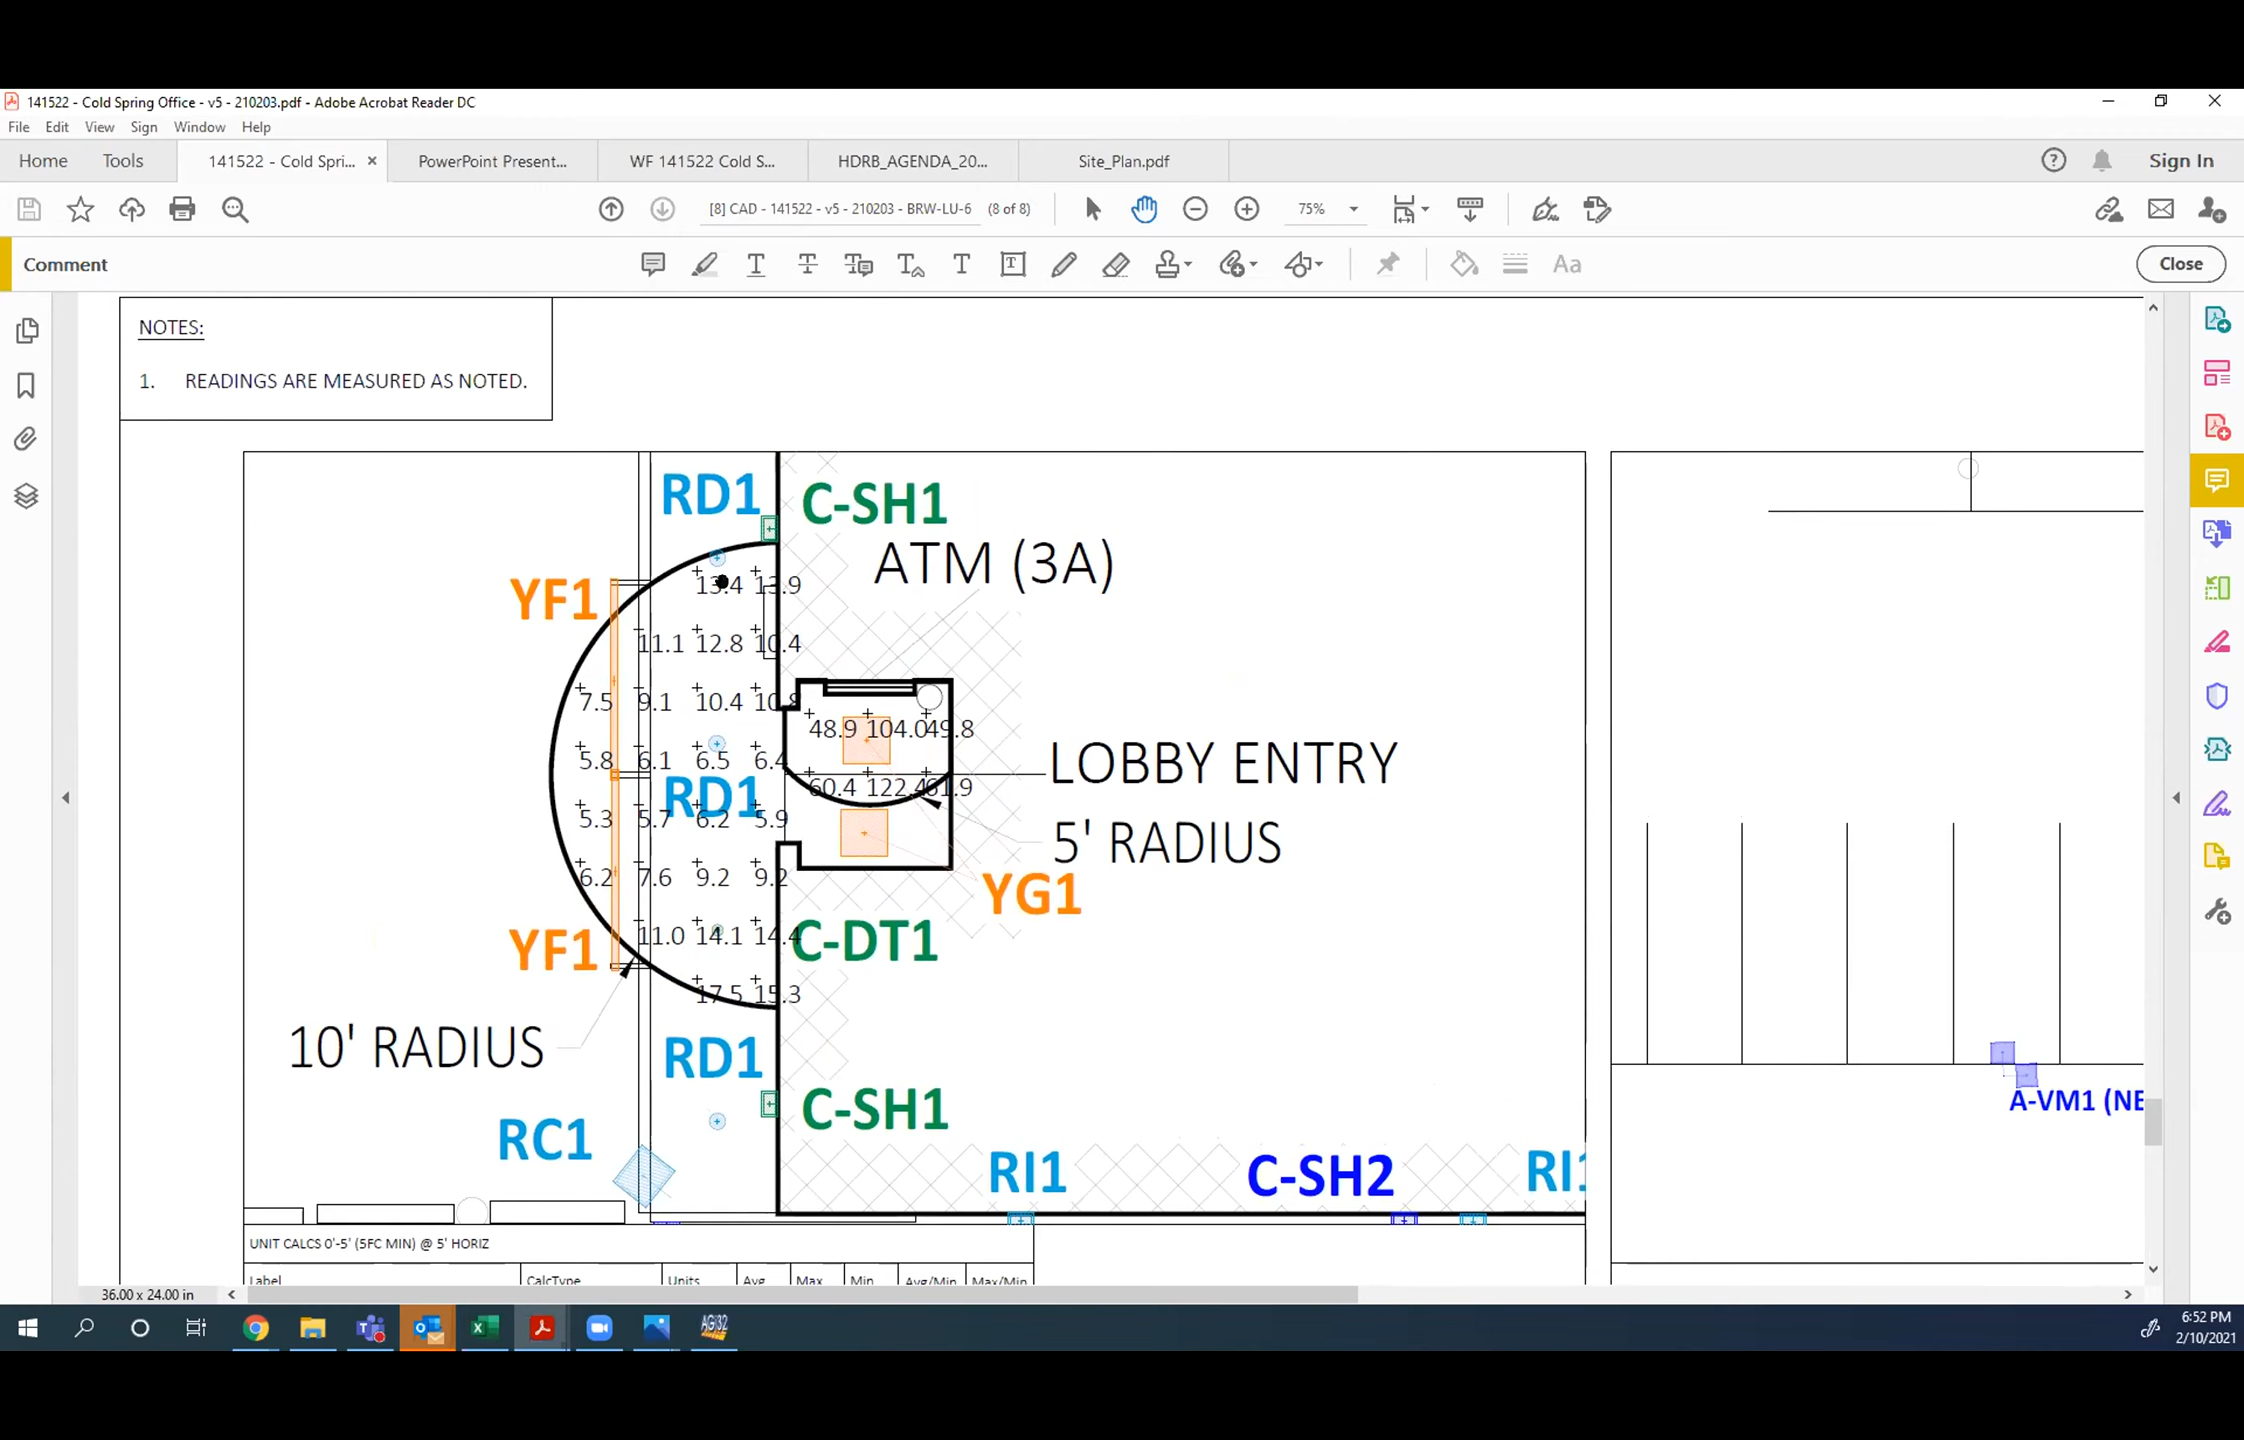 141522 - Cold Spring Office - v5 - 210203.pdf - Adobe Acrobat Reader DC
File Edit View Sign Window Help
Home Tools 141522 - Cold Spri... × PowerPoint Present... WF 141522 Cold S... HDRB_AGENDA_20... Site_Plan.pdf Sign In
[8] CAD - 141522 - v5 - 210203 - BRW-LU-6 (8 of 8) 75%
Comment Close
NOTES:
1. READINGS ARE MEASURED AS NOTED.
RD1 C-SH1
ATM (3A)
YF1 13.4 13.9
11.1 12.8 10.4
7.5 9.1 10.4 10.8
48.9 104.0 49.8
5.8 6.1 6.5 6.4 LOBBY ENTRY
60.4 122.4 61.9
RD1
5.3 5.7 6.2 5.9 5' RADIUS
6.2 7.6 9.2 9.2 YG1
YF1 11.0 14.1 14.4 C-DT1
17.5 15.3
10' RADIUS RD1
C-SH1 A-VM1 (NE
RC1
RI1 C-SH2 RI1
UNIT CALCS 0'-5' (5FC MIN) @ 5' HORIZ
Label CalcType Units Avg Max Min Avg/Min Max/Min
36.00 x 24.00 in
AGi32
6:52 PM
2/10/2021